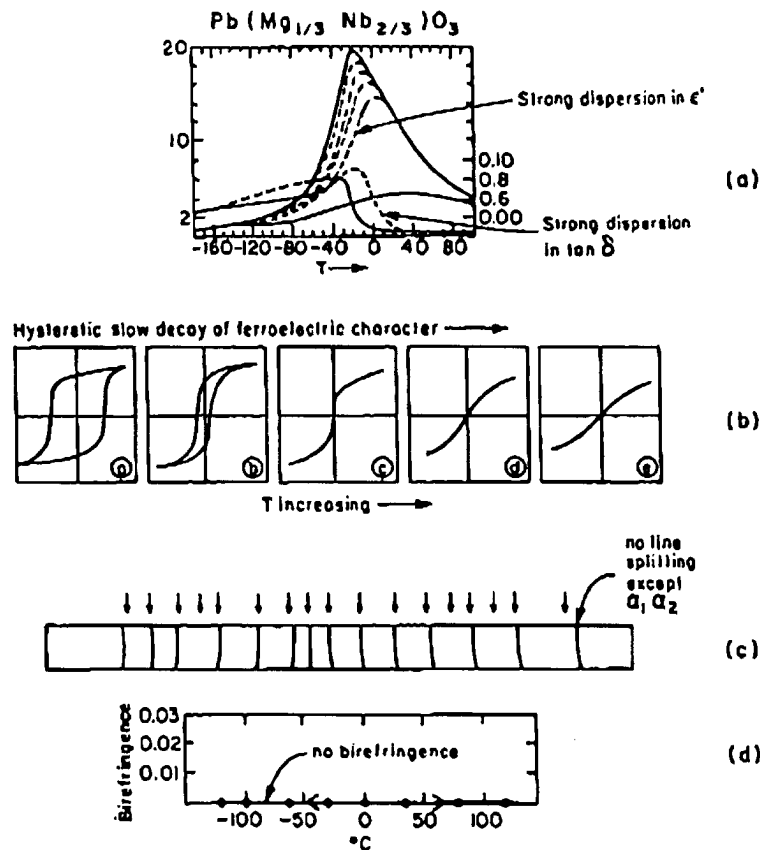 Pb(Mg1/3 Nb2/3)O3
20
10
2
Strong dispersion in ε'
0.10
0.8
0.6
0.00
(a)
Strong dispersion
in tan δ
-160 -120 -80 -40 0 40 80
T
Hysteratic slow decay of ferroelectric character
a b c d e
(b)
T increasing
no line
splitting
except
α1 α2
(c)
Birefringence
0.03
0.02
0.01
no birefringence
(d)
-100 -50 0 50 100
°C